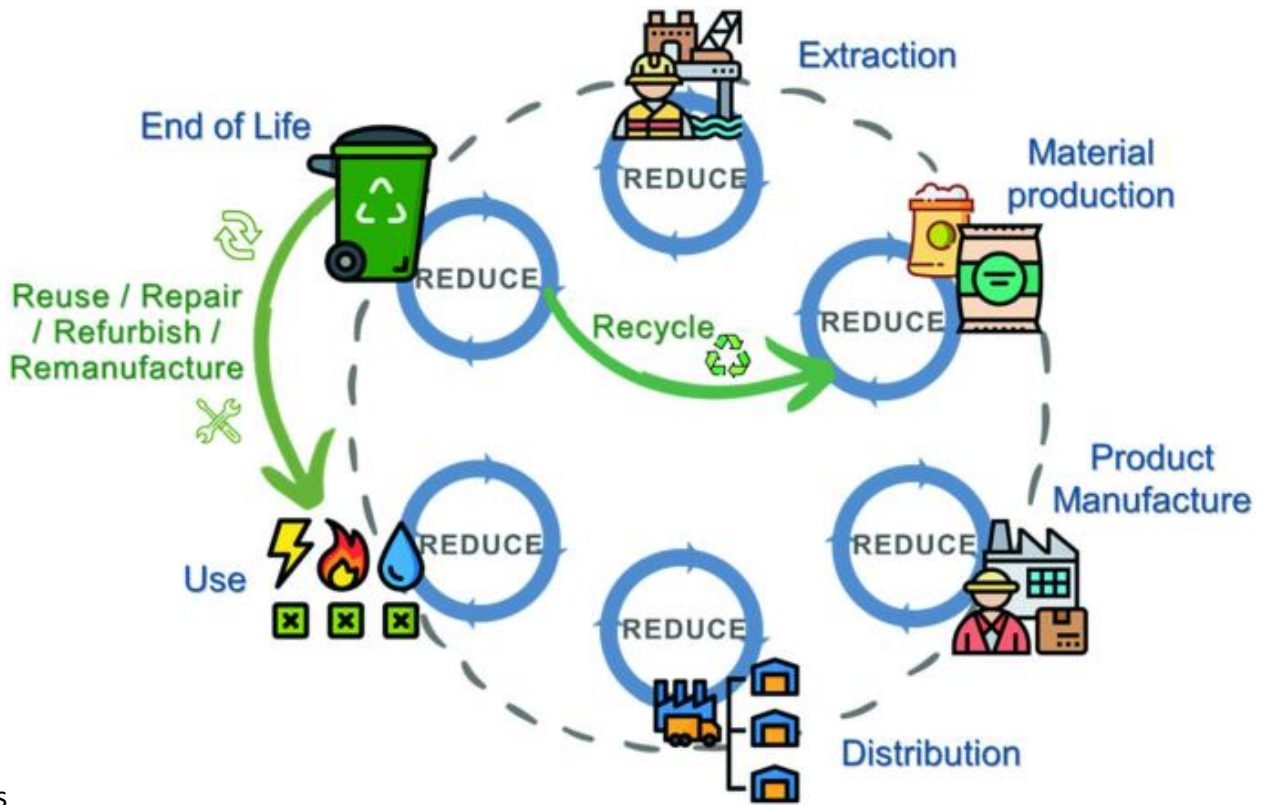 Extraction
End of Life
Material
production
REDUCE
REDUCE
Reuse / Repair
/ Refurbish /
Remanufacture
Recycle
REDUCE
Product
Manufacture
REDUCE
REDUCE
Use
REDUCE
Distribution
s